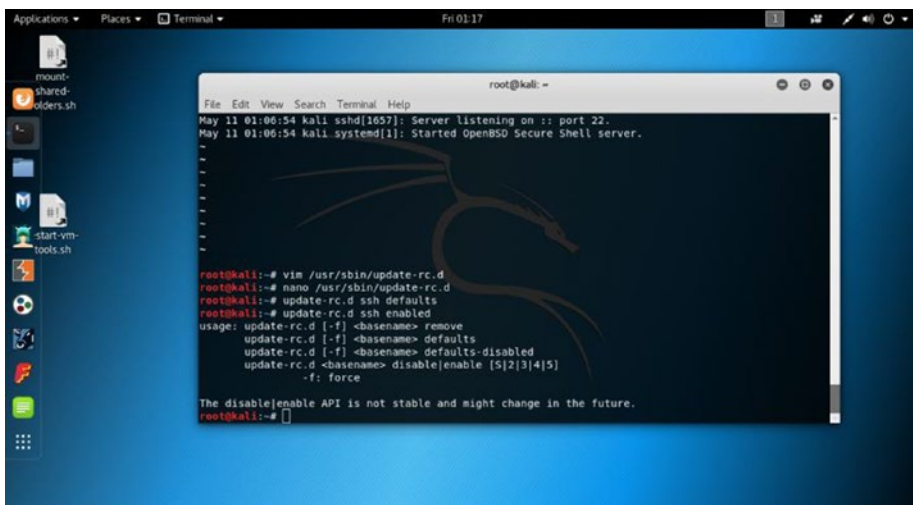 Applications Places Terminal Fri 01:17 1
mount-
shared-
olders.sh
start-vm-
tools.sh
root@kali: ~
File Edit View Search Terminal Help
May 11 01:06:54 kali sshd[1657]: Server listening on :: port 22.
May 11 01:06:54 kali systemd[1]: Started OpenBSD Secure Shell server.
~
~
~
~
~
~
~
~
~
root@kali:~# vim /usr/sbin/update-rc.d
root@kali:~# nano /usr/sbin/update-rc.d
root@kali:~# update-rc.d ssh defaults
root@kali:~# update-rc.d ssh enabled
usage: update-rc.d [-f] <basename> remove
update-rc.d [-f] <basename> defaults
update-rc.d [-f] <basename> defaults-disabled
update-rc.d <basename> disable|enable [S|2|3|4|5]
-f: force
The disable|enable API is not stable and might change in the future.
root@kali:~#